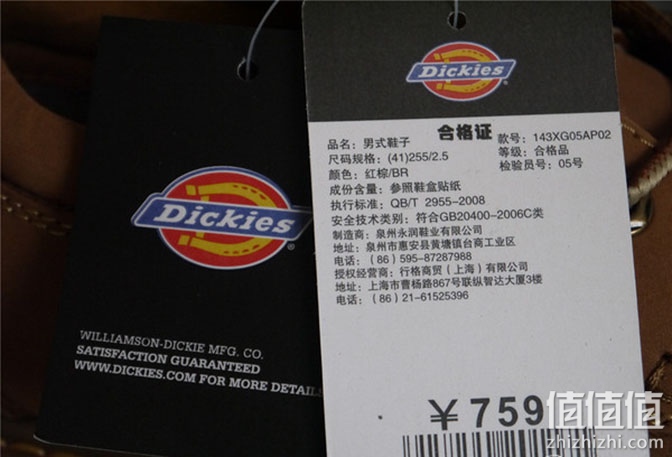 Dickies
WILLIAMSON-DICKIE MFG. CO.
SATISFACTION GUARANTEED
WWW.DICKIES.COM FOR MORE DETAIL
Dickies
合格证
品名：男式鞋子
款号：143XG05AP02
尺码规格：(41)255/2.5
等级：合格品
颜色：红棕/BR
检验员号：05号
成份含量：参照鞋盒贴纸
执行标准：QB/T 2955-2008
安全技术类别：符合GB20400-2006C类
制造商：泉州永润鞋业有限公司
地址：泉州市惠安县黄塘镇台商工业区
电话：（86）595-87287988
授权经营商：行格商贸（上海）有限公司
地址：上海市曹杨路867号联纵智达大厦3楼
电话：（86）21-61525396
￥759
值值值
zhizhizhi.com